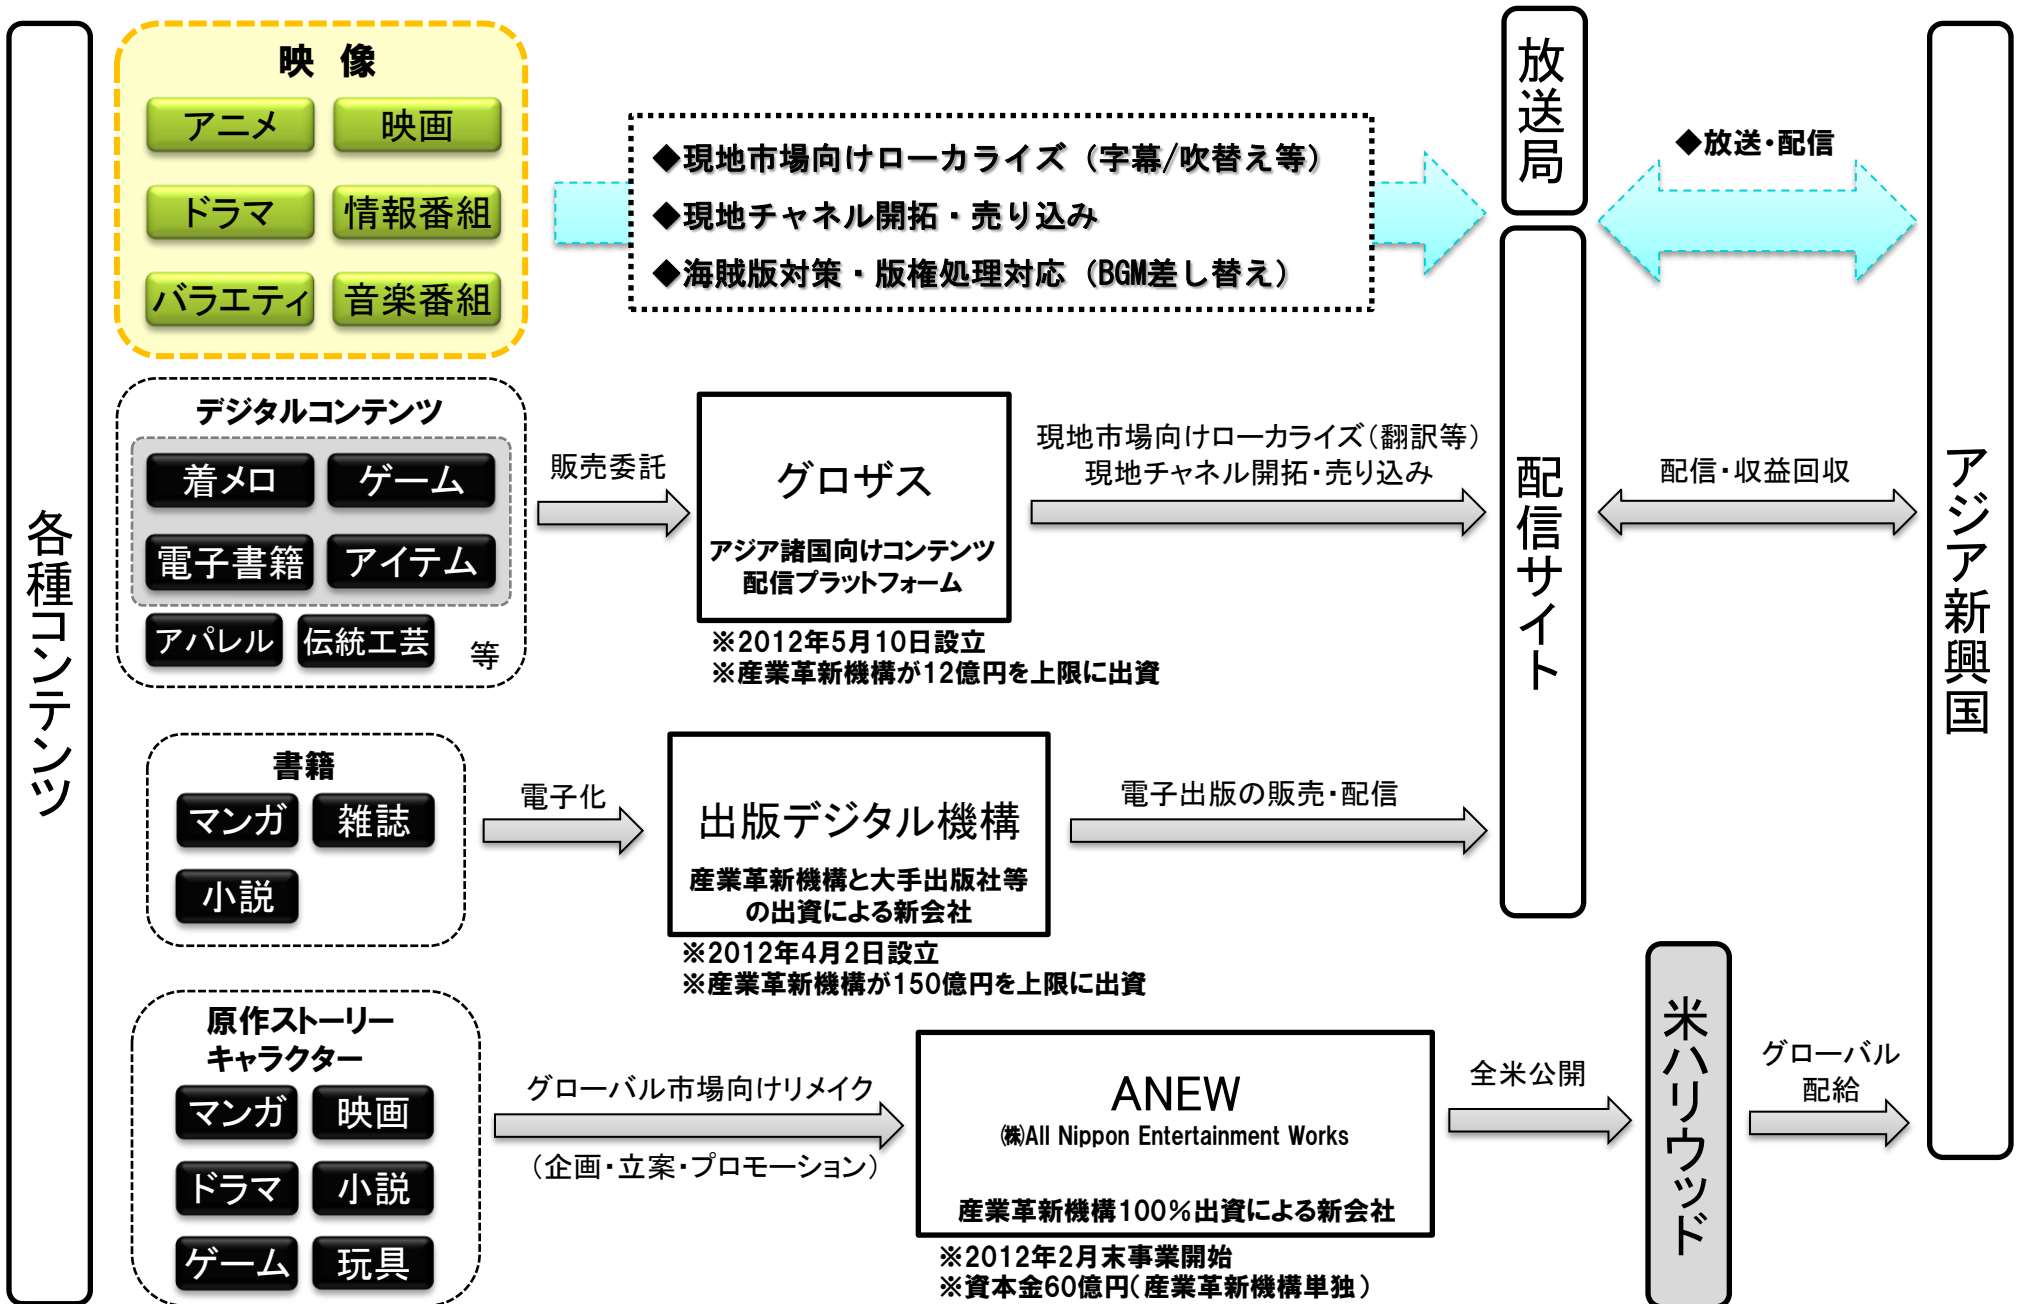 各種コンテンツ
映 像
アニメ
映画
ドラマ
情報番組
バラエティ
音楽番組
◆現地市場向けローカライズ（字幕/吹替え等）
◆現地チャネル開拓・売り込み
◆海賊版対策・版権処理対応（BGM差し替え）
放送局
◆放送・配信
デジタルコンテンツ
着メロ
ゲーム
電子書籍
アイテム
アパレル
伝統工芸
等
販売委託
グロザス
アジア諸国向けコンテンツ
配信プラットフォーム
※2012年5月10日設立
※産業革新機構が12億円を上限に出資
現地市場向けローカライズ（翻訳等）
現地チャネル開拓・売り込み
配信サイト
配信・収益回収
アジア新興国
書籍
マンガ
雑誌
小説
電子化
出版デジタル機構
産業革新機構と大手出版社等
の出資による新会社
※2012年4月2日設立
※産業革新機構が150億円を上限に出資
電子出版の販売・配信
原作ストーリー
キャラクター
マンガ
映画
ドラマ
小説
ゲーム
玩具
グローバル市場向けリメイク
（企画・立案・プロモーション）
ANEW
㈱All Nippon Entertainment Works
産業革新機構100％出資による新会社
※2012年2月末事業開始
※資本金60億円（産業革新機構単独）
全米公開
米ハリウッド
グローバル
配給